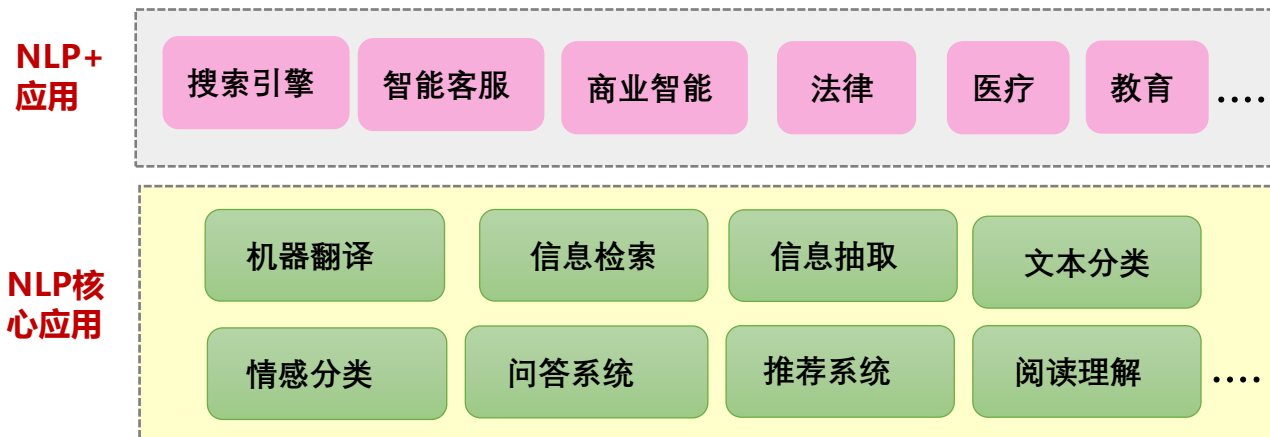 NLP+
应用
搜索引擎
智能客服
商业智能
法律
医疗
教育
....
NLP核
心应用
机器翻译
信息检索
信息抽取
文本分类
情感分类
问答系统
推荐系统
阅读理解
....